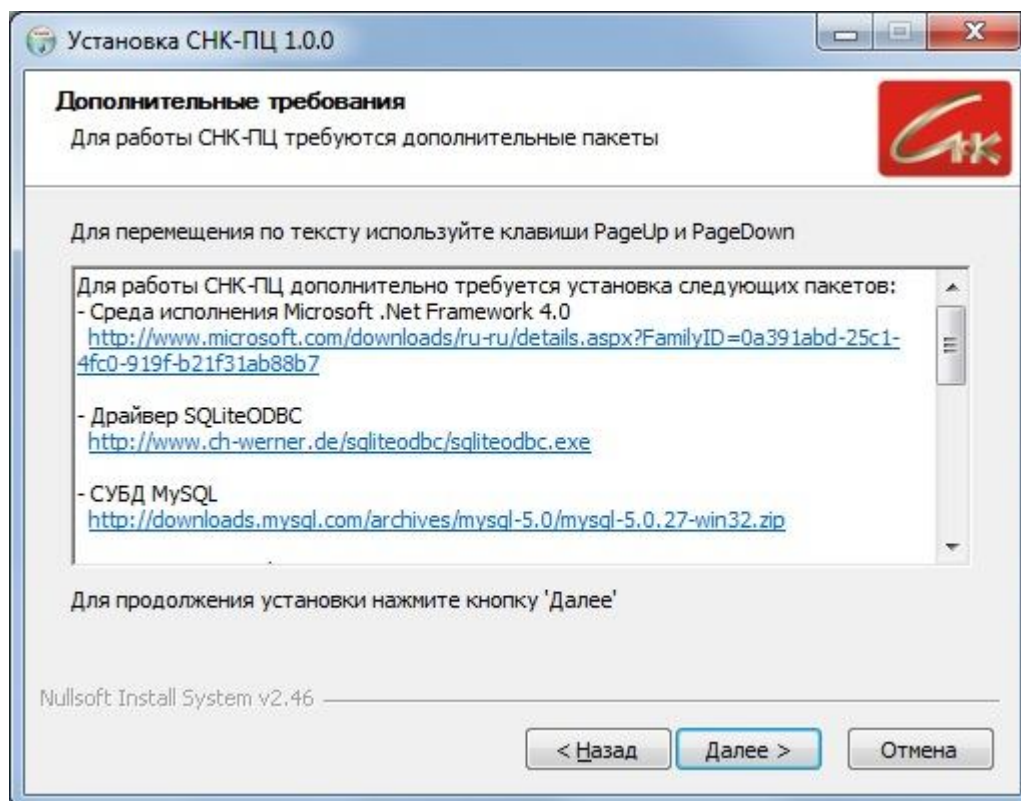 Установка СНК-ПЦ 1.0.0
Дополнительные требования
Для работы СНК-ПЦ требуются дополнительные пакеты
СНК
Для перемещения по тексту используйте клавиши PageUp и PageDown
Для работы СНК-ПЦ дополнительно требуется установка следующих пакетов:
- Среда исполнения Microsoft .Net Framework 4.0
http://www.microsoft.com/downloads/ru-ru/details.aspx?FamilyID=0a391abd-25c1-
4fc0-919f-b21f31ab88b7
- Драйвер SQLiteODBC
http://www.ch-werner.de/sqliteodbc/sqliteodbc.exe
- СУБД MySQL
http://downloads.mysql.com/archives/mysql-5.0/mysql-5.0.27-win32.zip
Для продолжения установки нажмите кнопку 'Далее'
Nullsoft Install System v2.46
< Назад
Далее >
Отмена